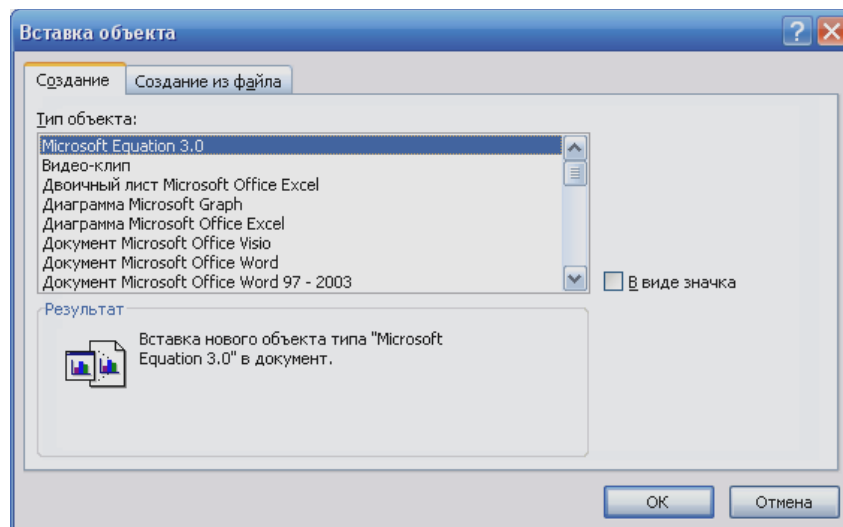 Вставка объекта
Создание
Создание из файла
Тип объекта:
Microsoft Equation 3.0
Видео-клип
Двоичный лист Microsoft Office Excel
Диаграмма Microsoft Graph
Диаграмма Microsoft Office Excel
Документ Microsoft Office Visio
Документ Microsoft Office Word
Документ Microsoft Office Word 97 - 2003
В виде значка
Результат
Вставка нового объекта типа "Microsoft
Equation 3.0" в документ.
ОК
Отмена